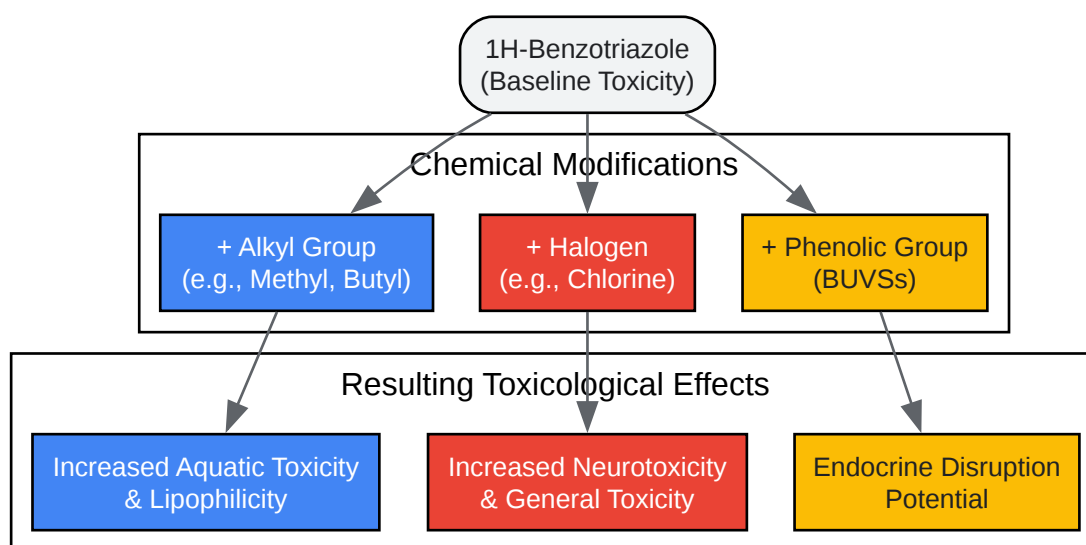 1H-Benzotriazole
(Baseline Toxicity)
Chemical Modifications
+ Alkyl Group
(e.g., Methyl, Butyl)
+ Halogen
(e.g., Chlorine)
+ Phenolic Group
(BUVSs)
Resulting Toxicological Effects
Increased Aquatic Toxicity
& Lipophilicity
Increased Neurotoxicity
& General Toxicity
Endocrine Disruption
Potential